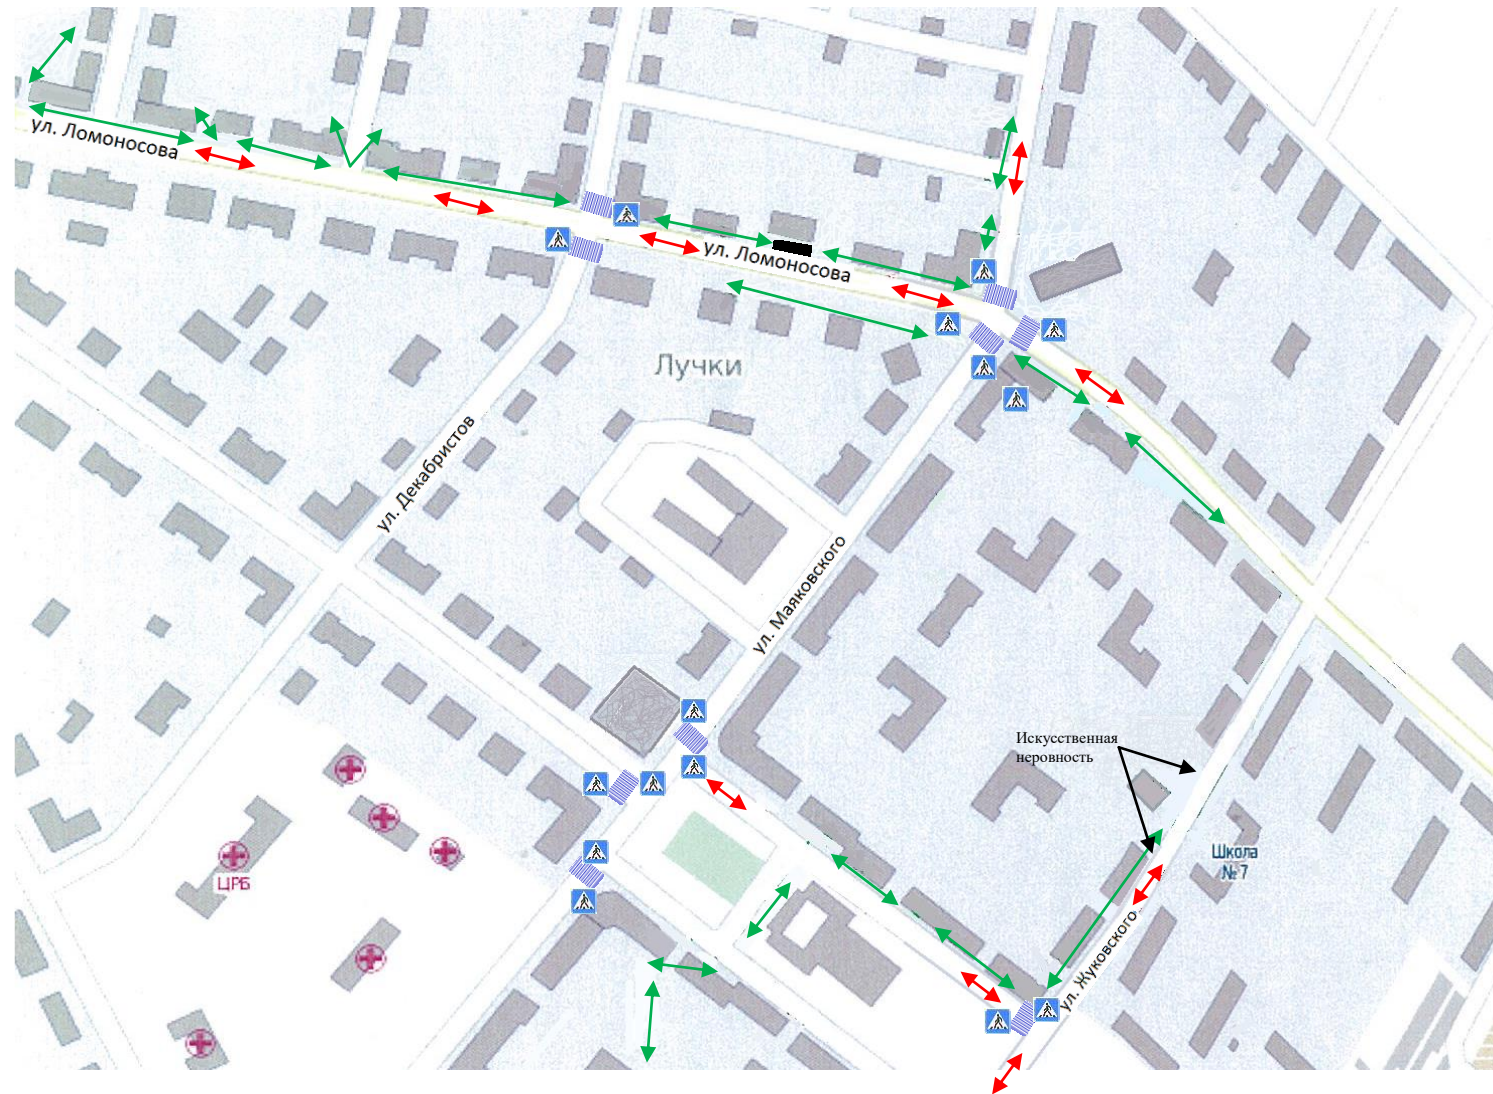 ул. Ломоносова
ул. Ломоносова
Лучки
ул. Декабристов
ул. Маяковского
Искусственная
неровность
Школа
№ 7
ЦРБ
ул. Жуковского